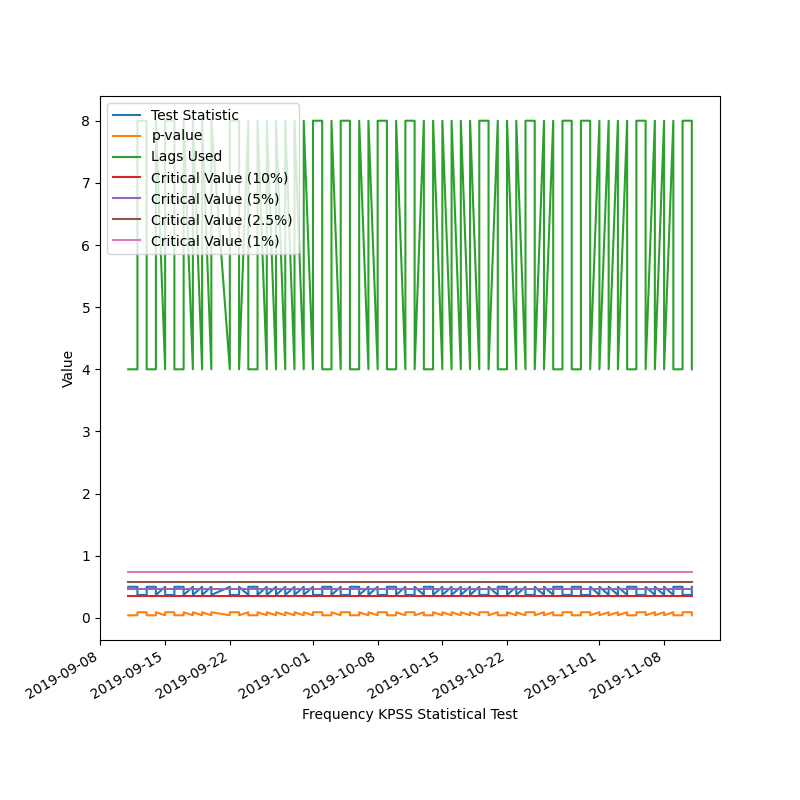 Test Statistic
p-value
Lags Used
Critical Value (10%)
Critical Value (5%)
Critical Value (2.5%)
Critical Value (1%)
8
7
6
5
4
3
2
1
0
Value
2019-09-08
2019-09-15
2019-09-22
2019-10-01
2019-10-08
2019-10-15
2019-10-22
2019-11-01
2019-11-08
Frequency KPSS Statistical Test